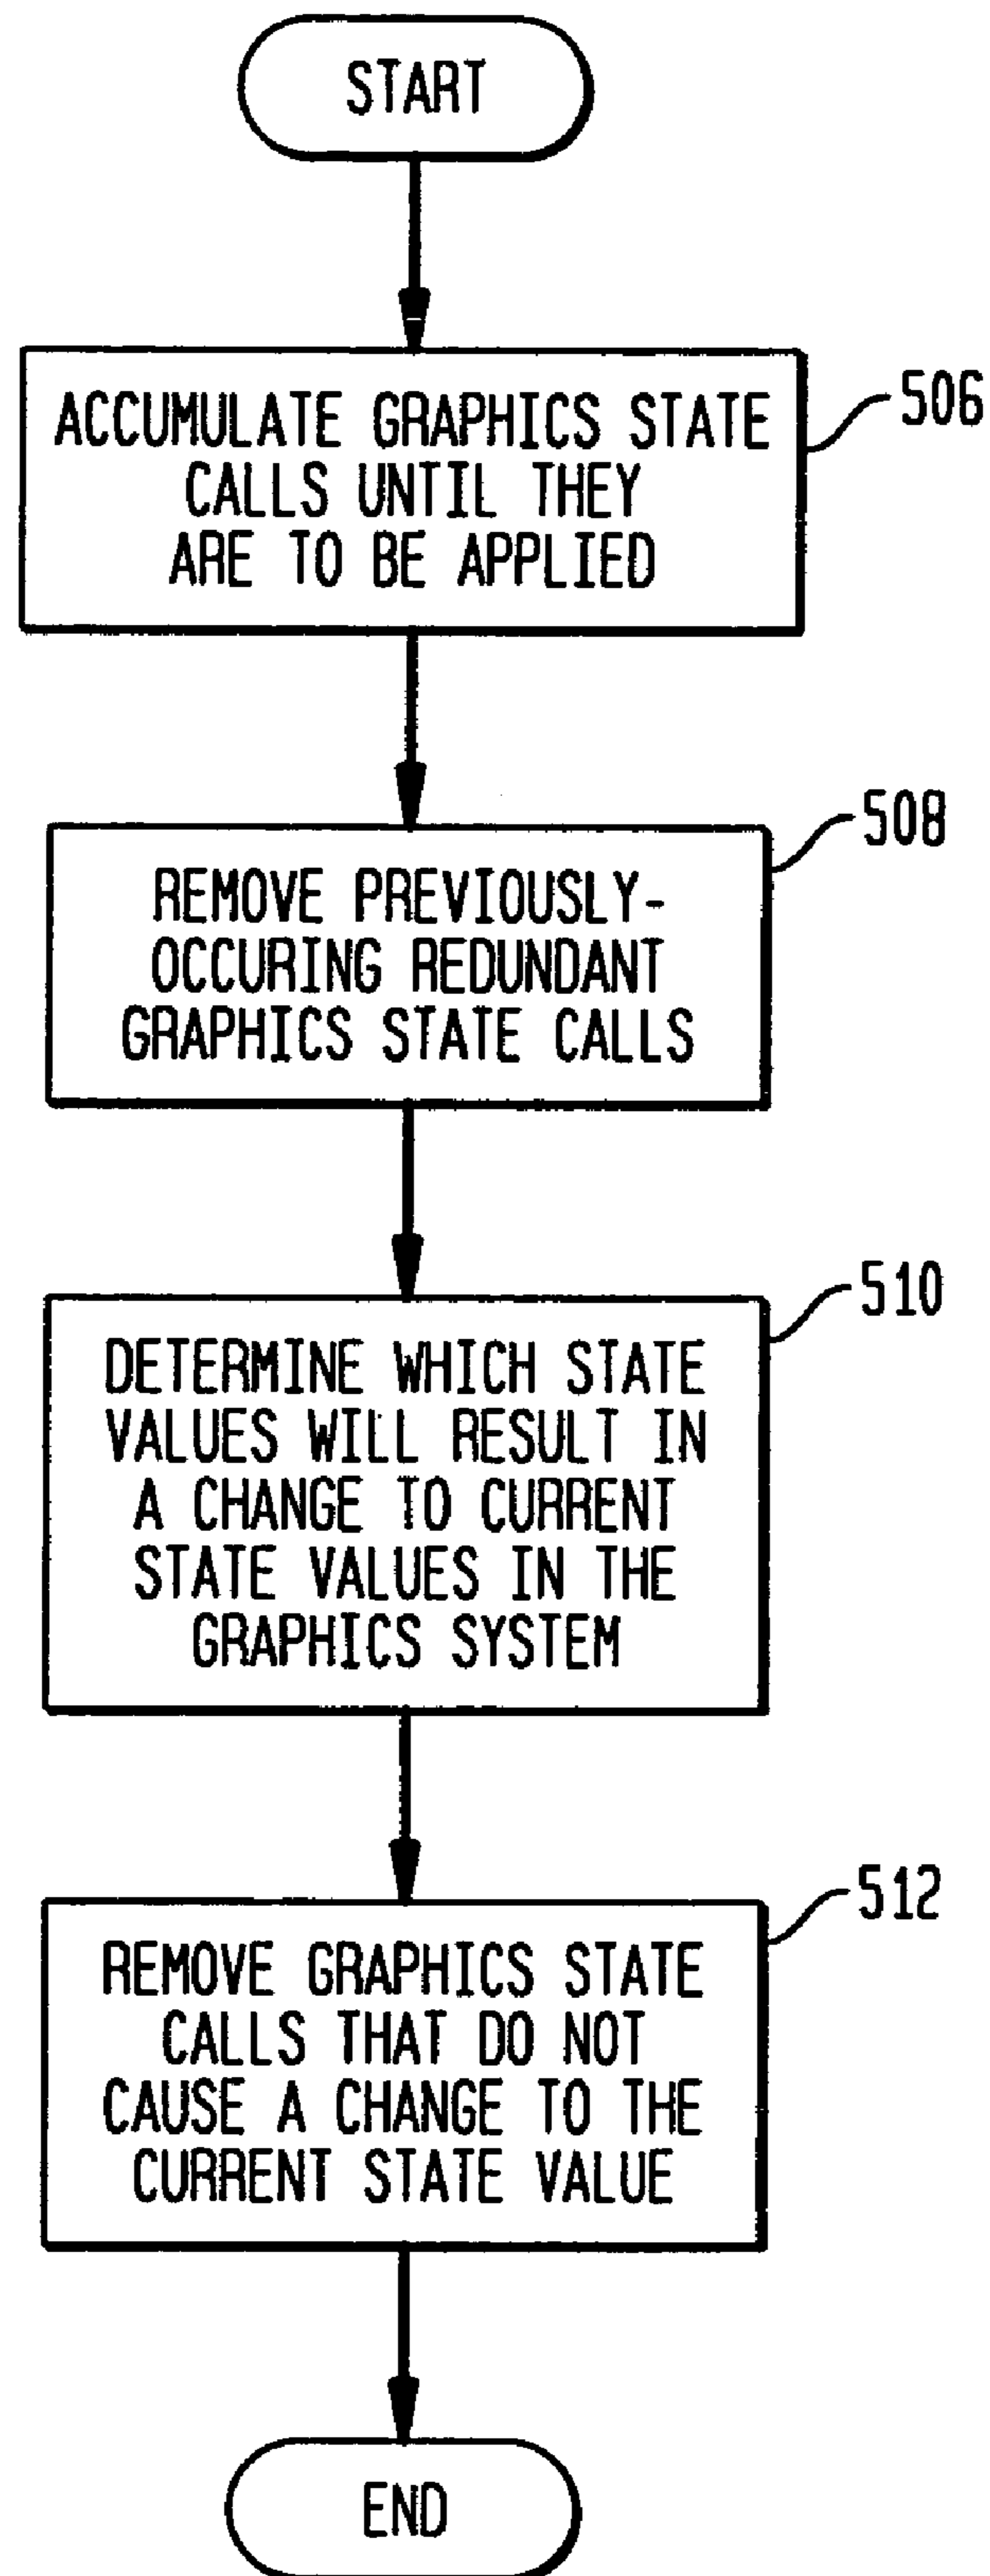 START
ACCUMULATE GRAPHICS STATE
CALLS UNTIL THEY
ARE TO BE APPLIED
506
REMOVE PREVIOUSLY-
OCCURING REDUNDANT
GRAPHICS STATE CALLS
508
DETERMINE WHICH STATE
VALUES WILL RESULT IN
A CHANGE TO CURRENT
STATE VALUES IN THE
GRAPHICS SYSTEM
510
REMOVE GRAPHICS STATE
CALLS THAT DO NOT
CAUSE A CHANGE TO THE
CURRENT STATE VALUE
512
END